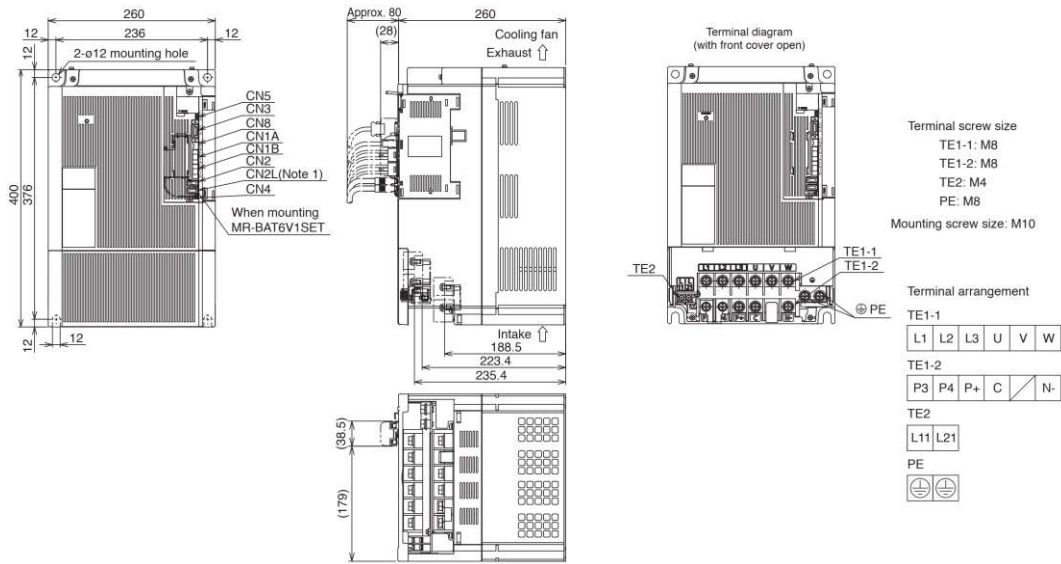 260
12
236
12
12
2-ø12 mounting hole
400
376
CN5
CN3
CN8
CN1A
CN1B
CN2
CN2L(Note 1)
CN4
When mounting
MR-BAT6V1SET
12
12
Approx. 80
260
(28)
Cooling fan
Exhaust
Intake
188.5
223.4
235.4
(38.5)
(179)
Terminal diagram
(with front cover open)
L1 L2 L3 U V W
TE2
TE1-1
TE1-2
PE
Terminal screw size
TE1-1: M8
TE1-2: M8
TE2: M4
PE: M8
Mounting screw size: M10
Terminal arrangement
TE1-1
L1 L2 L3 U V W
TE1-2
P3 P4 P+ C N-
TE2
L11 L21
PE